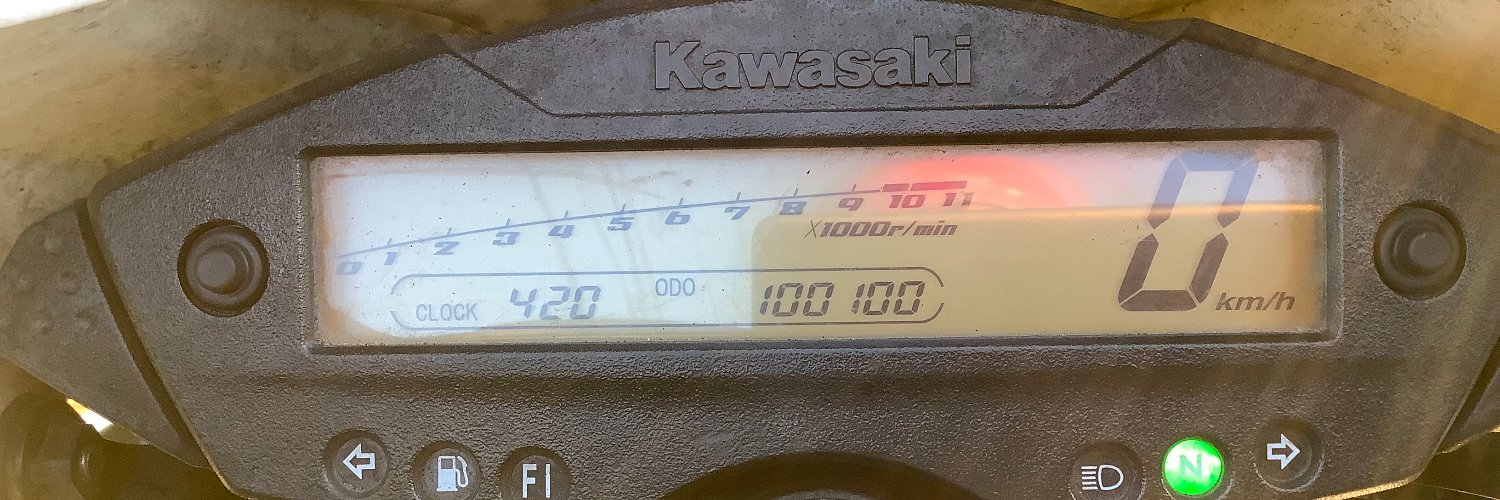 Kawasaki
0 1 2 3 4 5 6 7 8 9 10 11
X1000r/min
0 km/h
CLOCK 420 ODO 100100
FI N